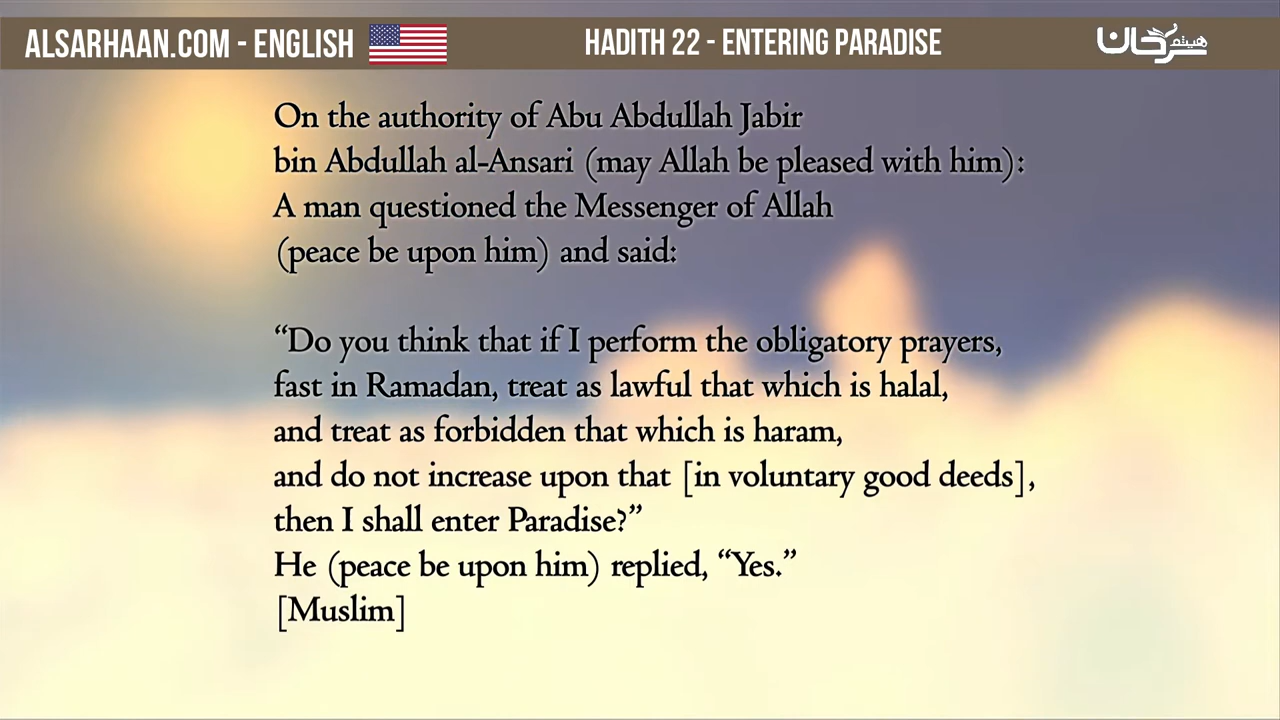 ALSARHAAN.COM - ENGLISH
HADITH 22 - ENTERING PARADISE
هيثم سرحان
On the authority of Abu Abdullah Jabir
bin Abdullah al-Ansari (may Allah be pleased with him):
A man questioned the Messenger of Allah
(peace be upon him) and said:
“Do you think that if I perform the obligatory prayers,
fast in Ramadan, treat as lawful that which is halal,
and treat as forbidden that which is haram,
and do not increase upon that [in voluntary good deeds],
then I shall enter Paradise?”
He (peace be upon him) replied, “Yes.”
[Muslim]